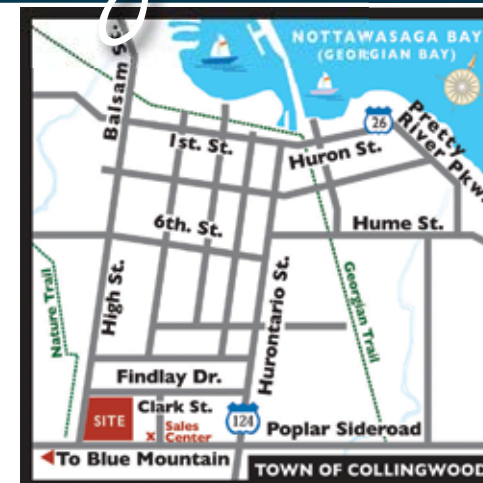 NOTTAWASAGA BAY
(GEORGIAN BAY)
Balsam St.
26
Pretty
River Pkwy.
1st. St.
Huron St.
6th. St.
Hume St.
Nature Trail
High St.
Hurontario St.
Georgian Trail
Findlay Dr.
SITE
Clark St.
x Sales
Center
124
Poplar Sideroad
To Blue Mountain
TOWN OF COLLINGWOOD